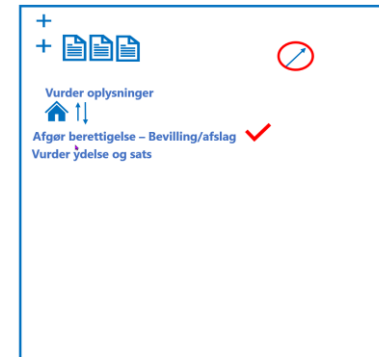 Vurder oplysninger
Afgør berettigelse – Bevilling/afslag
Vurder ydelse og sats